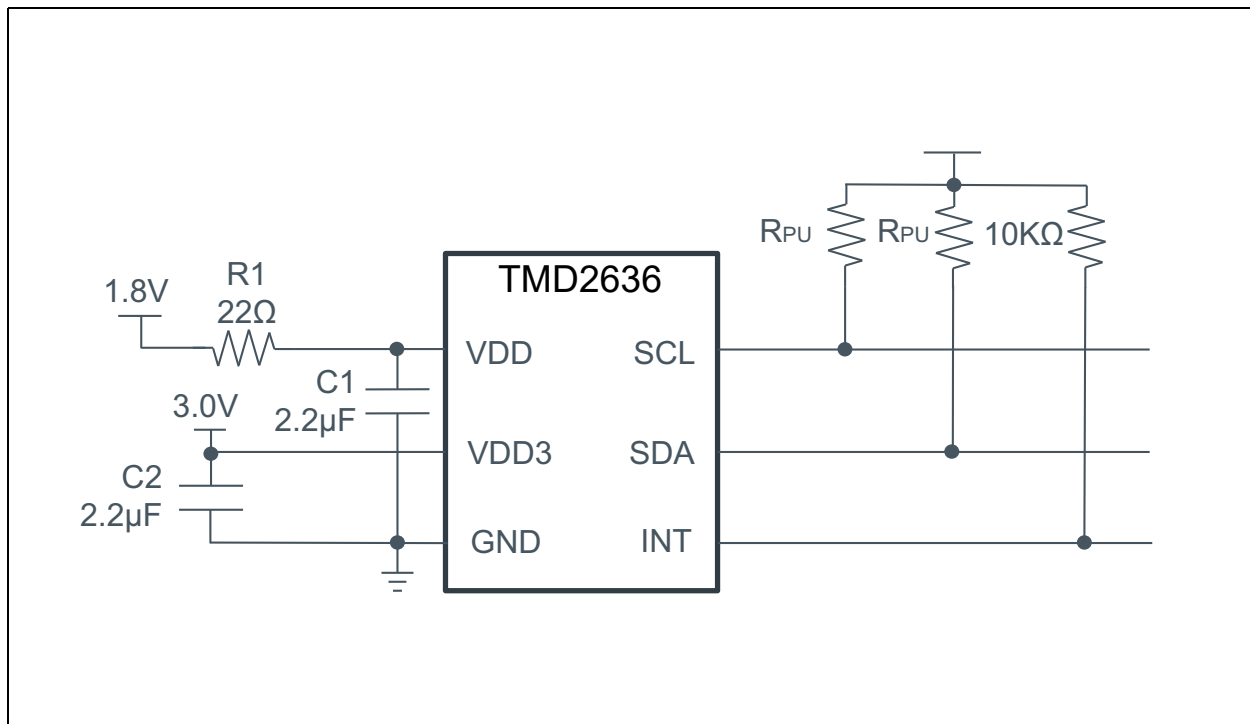 TMD2636
RPU
RPU
10KΩ
R1
22Ω
1.8V
VDD
SCL
C1
2.2µF
3.0V
VDD3
SDA
C2
2.2µF
GND
INT